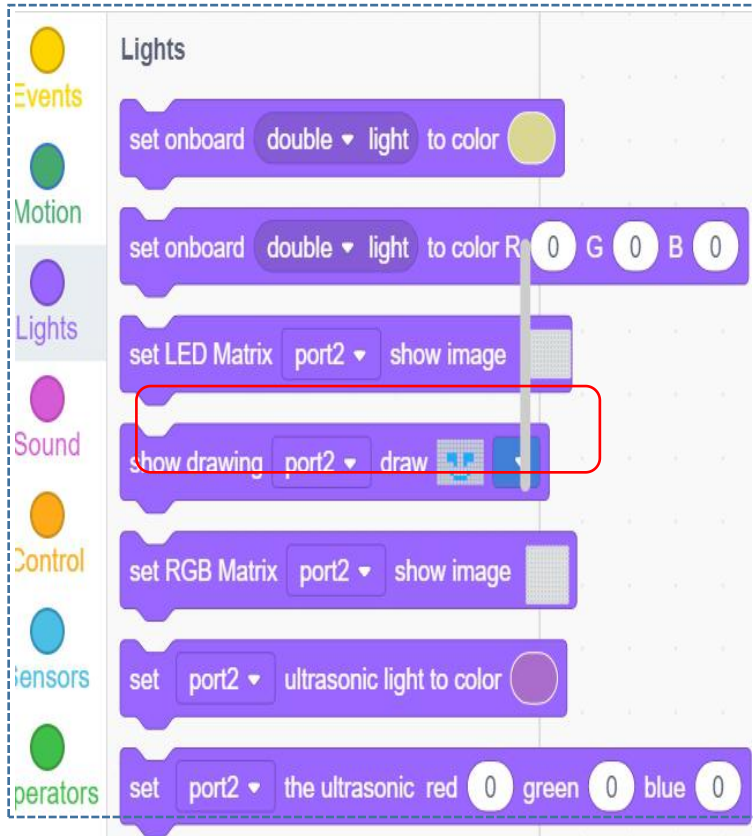 Events
Motion
Lights
Sound
Control
Sensors
perators
Lights
set onboard double light to color
set onboard double light to color R 0 G 0 B 0
set LED Matrix port2 show image
show drawing port2 draw
set RGB Matrix port2 show image
set port2 ultrasonic light to color
set port2 the ultrasonic red 0 green 0 blue 0